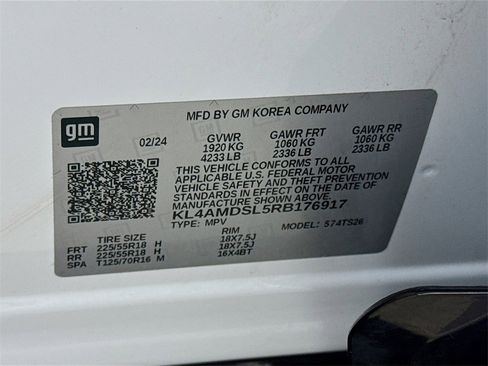 gm
MFD BY GM KOREA COMPANY
02/24 GVWR GAWR FRT GAWR RR
1920 KG 1060 KG 1060 KG
4233 LB 2336 LB 2336 LB
THIS VEHICLE CONFORMS TO ALL
APPLICABLE U.S. FEDERAL MOTOR
VEHICLE SAFETY AND THEFT
PREVENTION STANDARDS IN EFFECT
ON THE DATE OF
MANUFACTURE SHOWN ABOVE.
KL4AMDSL5RB176917
TYPE: MPV MODEL: 574TS26
TIRE SIZE RIM
FRT 225/55R18 H 18X7.5J
RR 225/55R18 H 18X7.5J
SPA T125/70R16 M 16X4BT